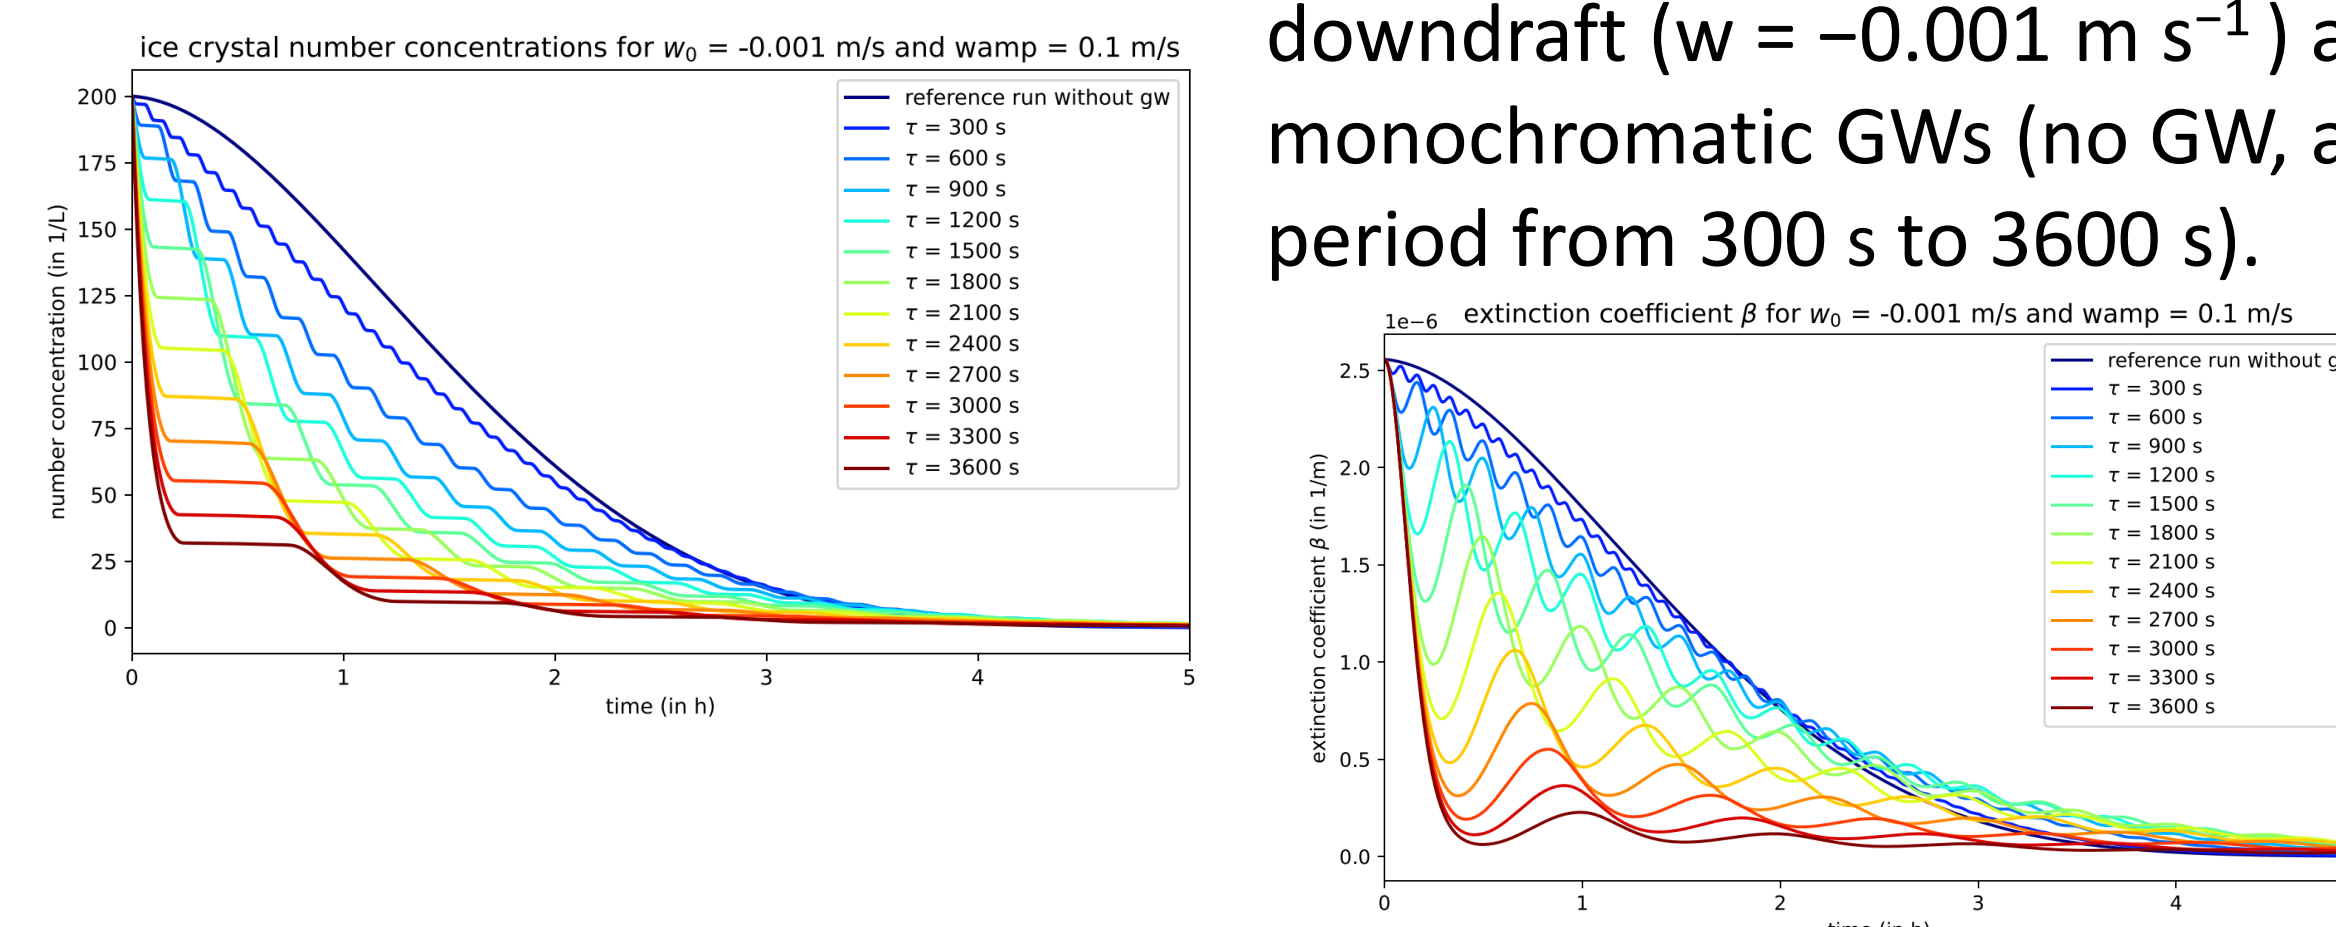 ice crystal number concentrations for w₀ = -0.001 m/s and wamp = 0.1 m/s
number concentration (in 1/L)
200
175
150
125
100
75
50
25
0
0 1 2 3 4 5
time (in h)
reference run without gw
τ = 300 s
τ = 600 s
τ = 900 s
τ = 1200 s
τ = 1500 s
τ = 1800 s
τ = 2100 s
τ = 2400 s
τ = 2700 s
τ = 3000 s
τ = 3300 s
τ = 3600 s
downdraft (w = −0.001 m s⁻¹ ) a
monochromatic GWs (no GW, a
period from 300 s to 3600 s).
extinction coefficient β for w₀ = -0.001 m/s and wamp = 0.1 m/s
1e−6
extinction coefficient β (in 1/m)
2.5
2.0
1.5
1.0
0.5
0.0
0 1 2 3 4
time (in h)
reference run without g
τ = 300 s
τ = 600 s
τ = 900 s
τ = 1200 s
τ = 1500 s
τ = 1800 s
τ = 2100 s
τ = 2400 s
τ = 2700 s
τ = 3000 s
τ = 3300 s
τ = 3600 s